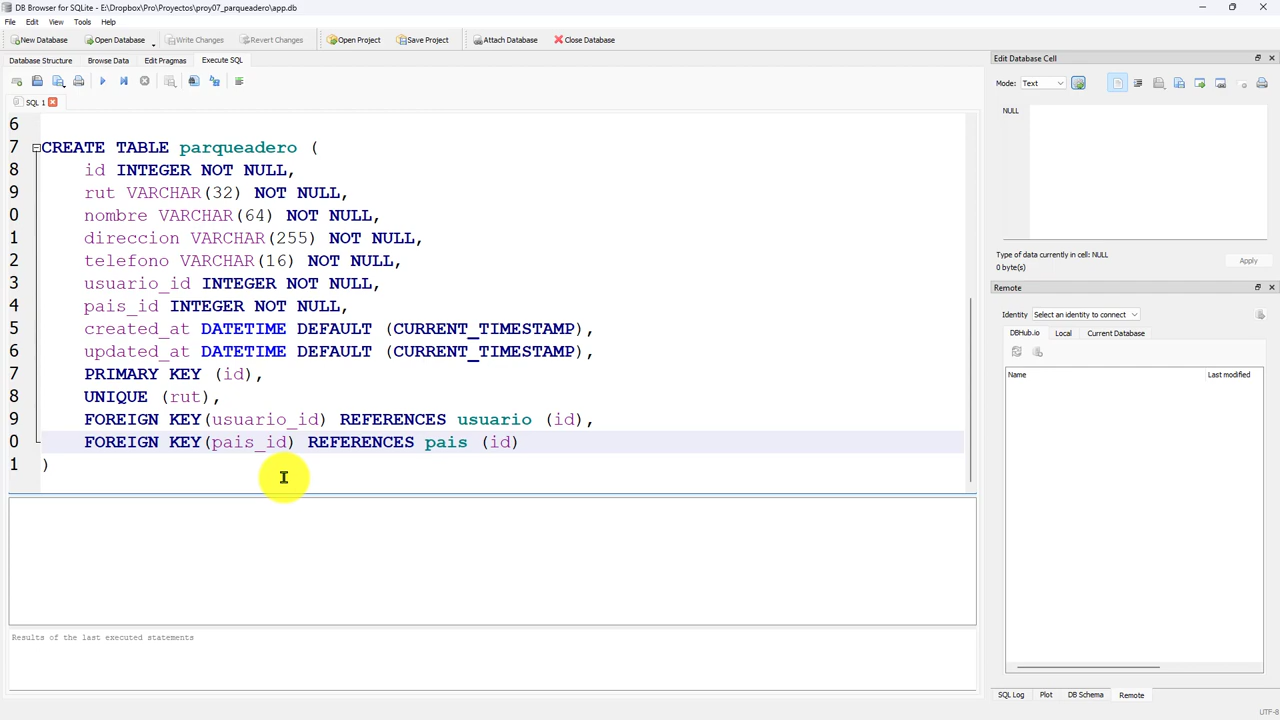 DB Browser for SQLite - E:\Dropbox\Pro\Proyectos\proy07_parqueadero\app.db
File Edit View Tools Help
New Database Open Database Write Changes Revert Changes Open Project Save Project Attach Database Close Database
Database Structure Browse Data Edit Pragmas Execute SQL
SQL 1
6
7 CREATE TABLE parqueadero (
8 id INTEGER NOT NULL,
9 rut VARCHAR(32) NOT NULL,
0 nombre VARCHAR(64) NOT NULL,
1 direccion VARCHAR(255) NOT NULL,
2 telefono VARCHAR(16) NOT NULL,
3 usuario_id INTEGER NOT NULL,
4 pais_id INTEGER NOT NULL,
5 created_at DATETIME DEFAULT (CURRENT_TIMESTAMP),
6 updated_at DATETIME DEFAULT (CURRENT_TIMESTAMP),
7 PRIMARY KEY (id),
8 UNIQUE (rut),
9 FOREIGN KEY(usuario_id) REFERENCES usuario (id),
0 FOREIGN KEY(pais_id) REFERENCES pais (id)
1 )
Results of the last executed statements
Edit Database Cell
Mode: Text
NULL
Type of data currently in cell: NULL
0 byte(s)
Apply
Remote
Identity Select an identity to connect
DBHub.io Local Current Database
Name Last modified
SQL Log Plot DB Schema Remote
UTF-8